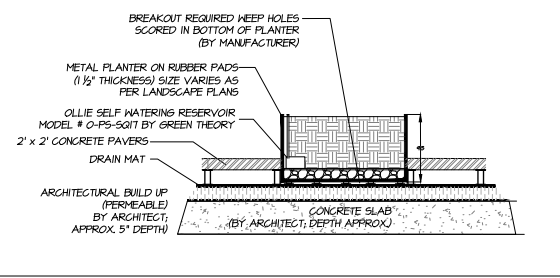 BREAKOUT REQUIRED WEEP HOLES
SCORED IN BOTTOM OF PLANTER
(BY MANUFACTURER)
METAL PLANTER ON RUBBER PADS
(1 1/2" THICKNESS) SIZE VARIES AS
PER LANDSCAPE PLANS
OLLIE SELF WATERING RESERVOIR
MODEL # O-PS-SQ17 BY GREEN THEORY
2' x 2' CONCRETE PAVERS
DRAIN MAT
ARCHITECTURAL BUILD UP
(PERMEABLE)
BY ARCHITECT;
APPROX. 5" DEPTH)
CONCRETE SLAB
(BY ARCHITECT; DEPTH APPROX.)